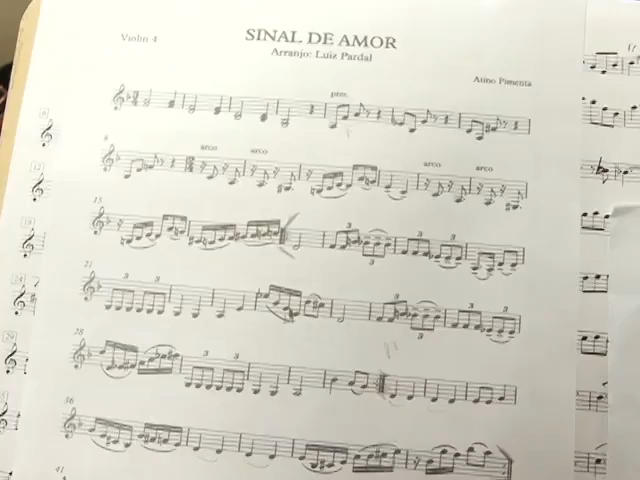 Violin 4
SINAL DE AMOR
Arranjo: Luiz Pardal
Atino Pimenta
arco arco arco arco
15
21
28
36
41